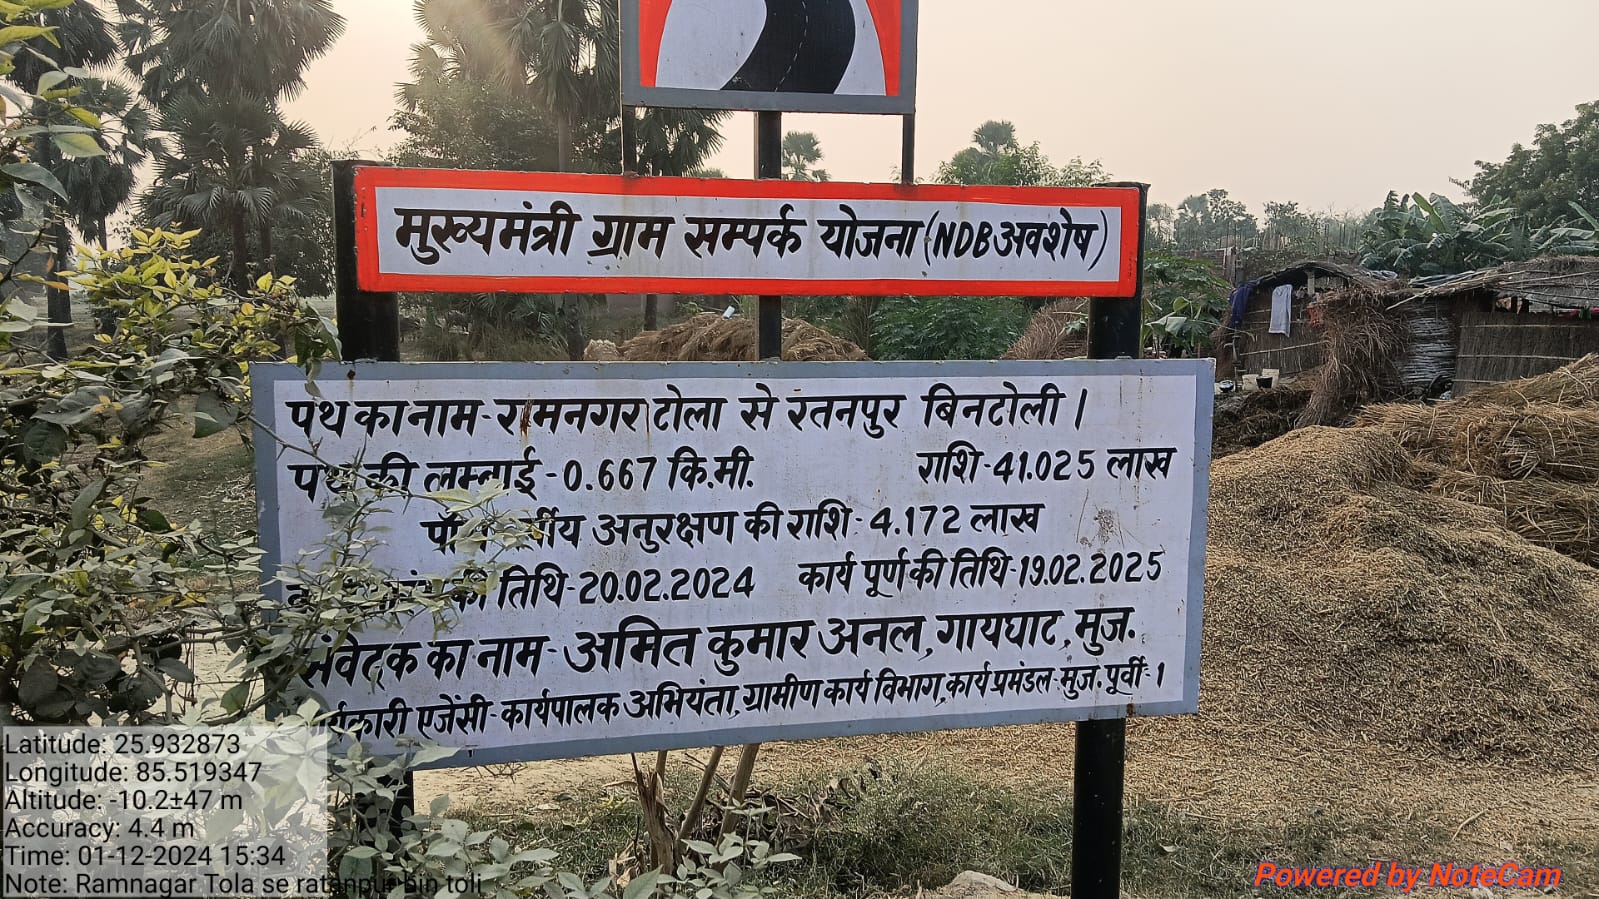 मुख्यमंत्री ग्राम सम्पर्क योजना (NDB अवशेष)
पथ का नाम - रामनगर टोला से रतनपुर बिनटोली।
पथ की लम्बाई - 0.667 कि.मी. राशि - 41.025 लाख
अनुरक्षण की राशि - 4.172 लाख
की तिथि - 20.02.2024 कार्य पूर्ण की तिथि - 19.02.2025
संवेदक का नाम - अमित कुमार अनल, गायघाट, मुज.
एजेंसी - कार्यपालक अभियंता, ग्रामीण कार्य विभाग, कार्य प्रमंडल मुज. पूर्वी - 1
Latitude: 25.932873
Longitude: 85.519347
Altitude: -10.2±47 m
Accuracy: 4.4 m
Time: 01-12-2024 15:34
Note: Ramnagar Tola se ratanpur bin toli
Powered by NoteCam